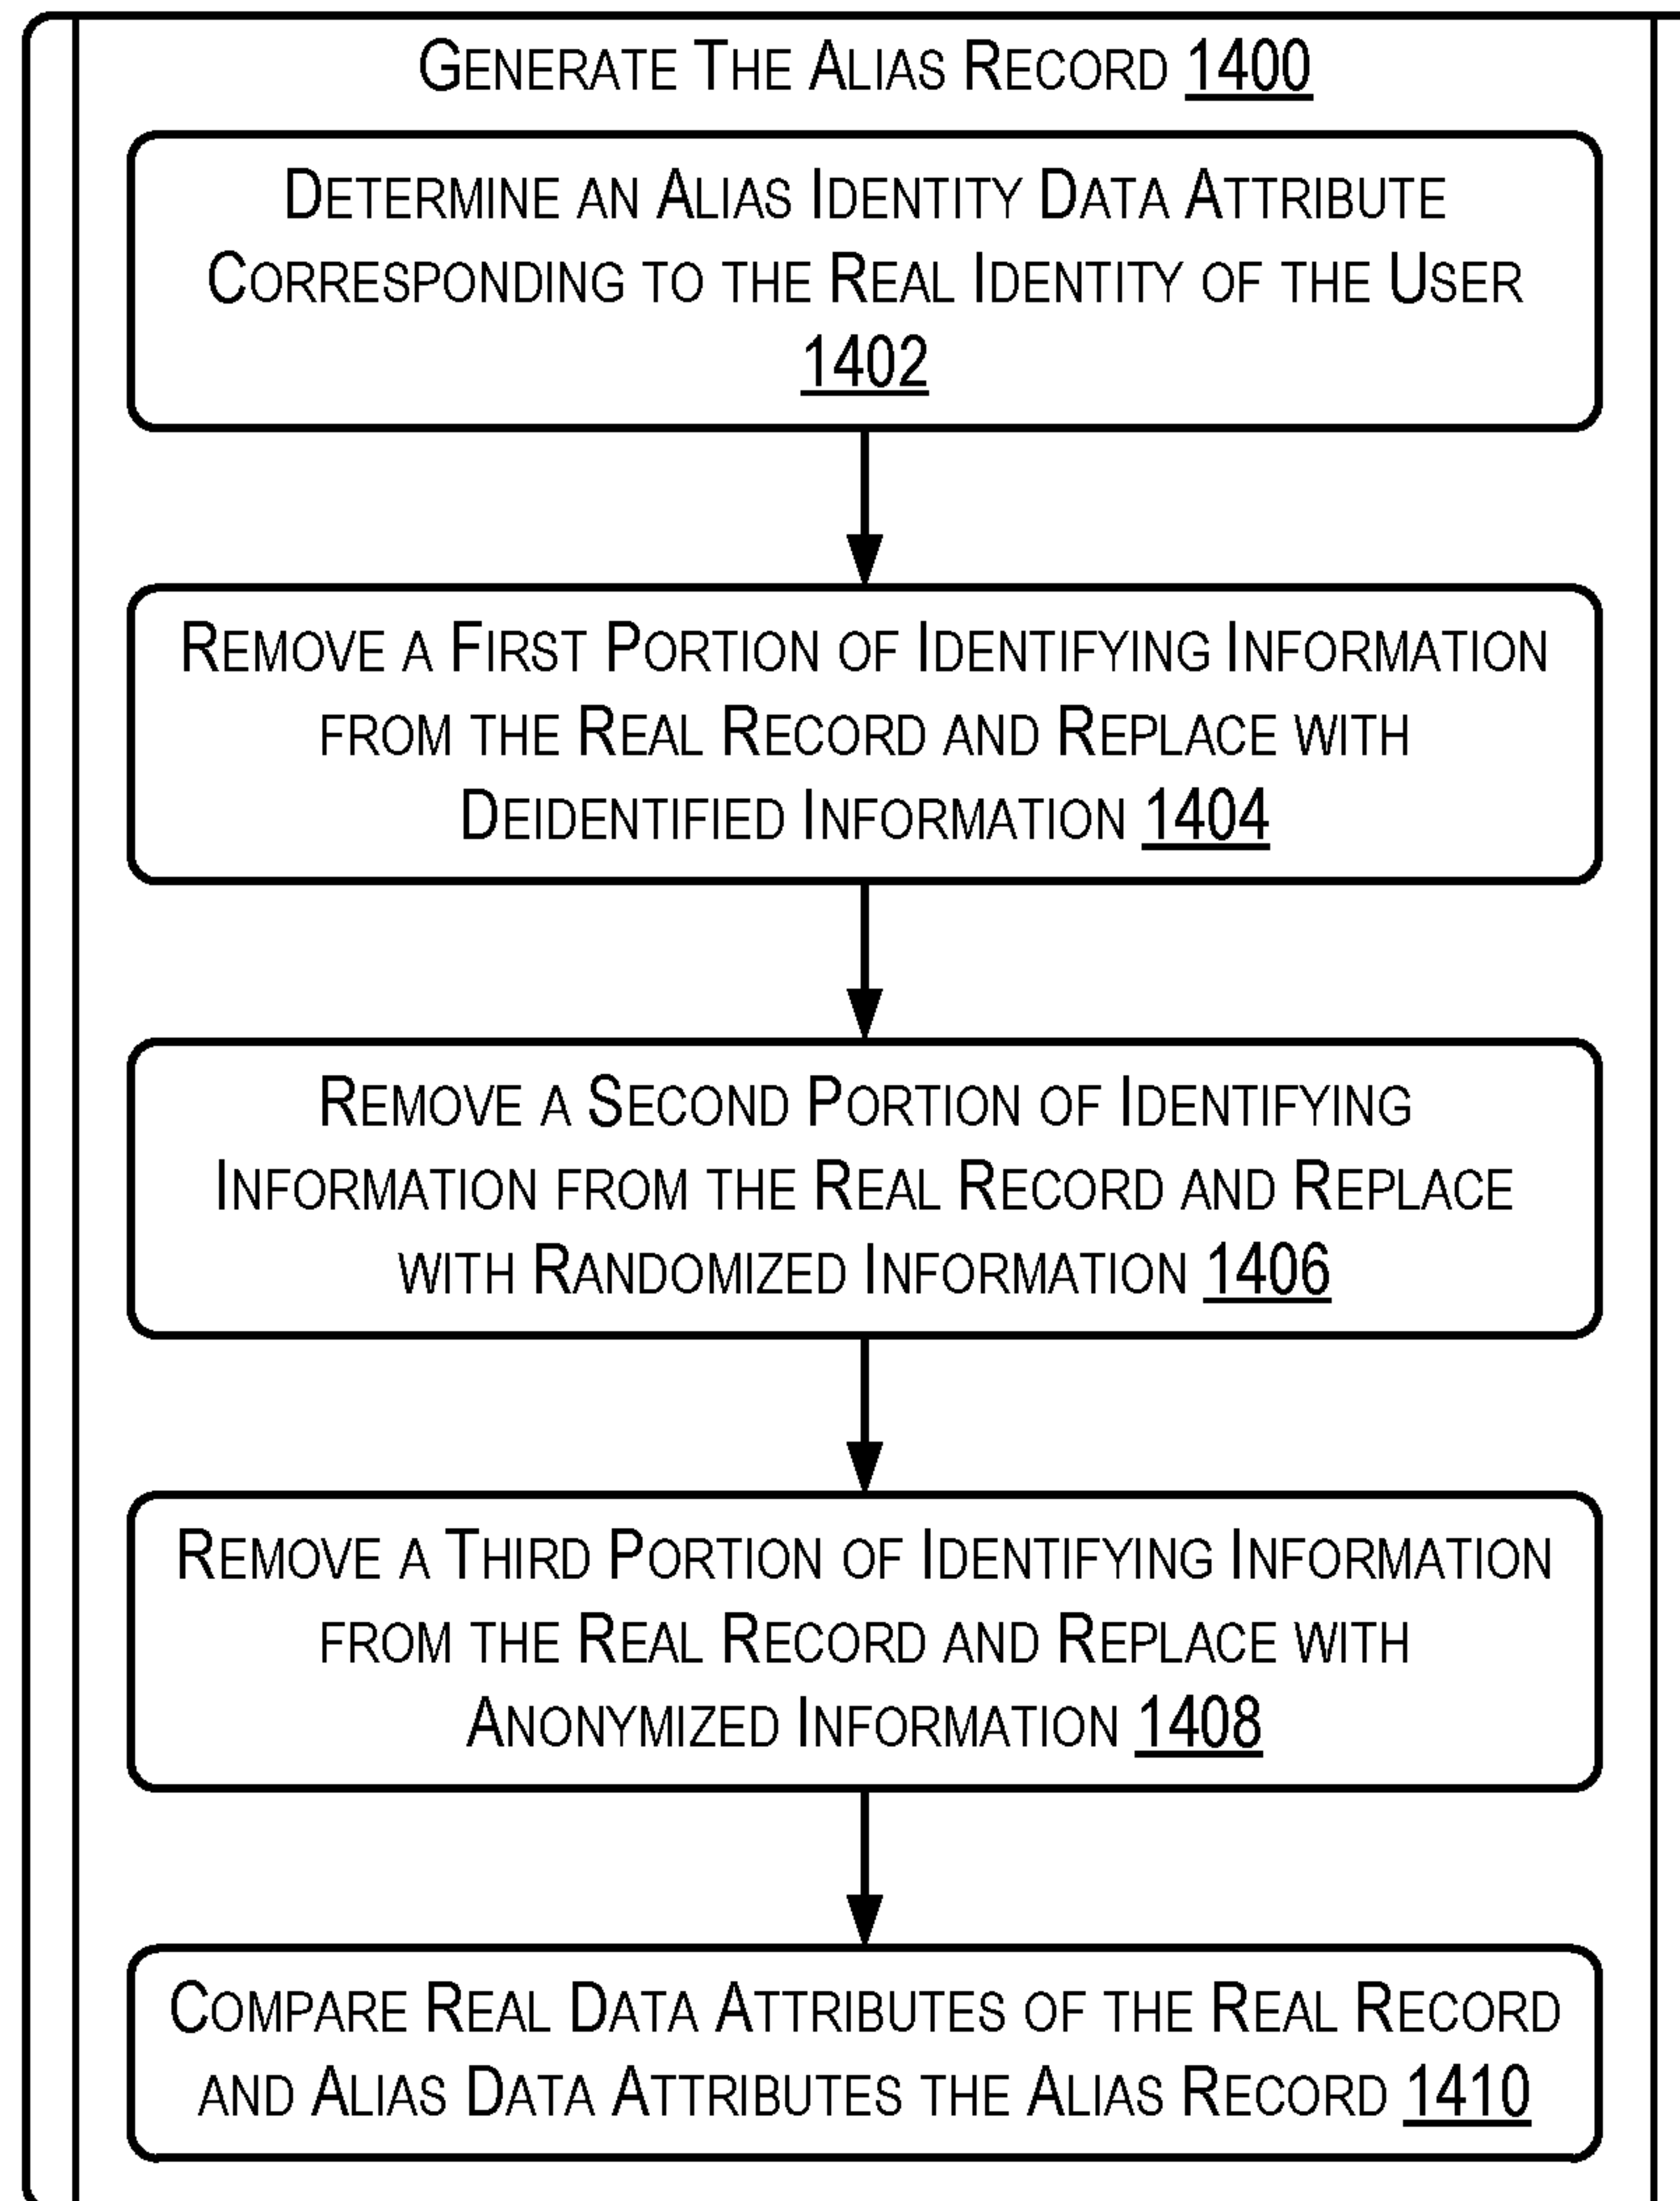 GENERATE THE ALIAS RECORD 1400
DETERMINE AN ALIAS IDENTITY DATA ATTRIBUTE
CORRESPONDING TO THE REAL IDENTITY OF THE USER
1402
REMOVE A FIRST PORTION OF IDENTIFYING INFORMATION
FROM THE REAL RECORD AND REPLACE WITH
DEIDENTIFIED INFORMATION 1404
REMOVE A SECOND PORTION OF IDENTIFYING
INFORMATION FROM THE REAL RECORD AND REPLACE
WITH RANDOMIZED INFORMATION 1406
REMOVE A THIRD PORTION OF IDENTIFYING INFORMATION
FROM THE REAL RECORD AND REPLACE WITH
ANONYMIZED INFORMATION 1408
COMPARE REAL DATA ATTRIBUTES OF THE REAL RECORD
AND ALIAS DATA ATTRIBUTES THE ALIAS RECORD 1410